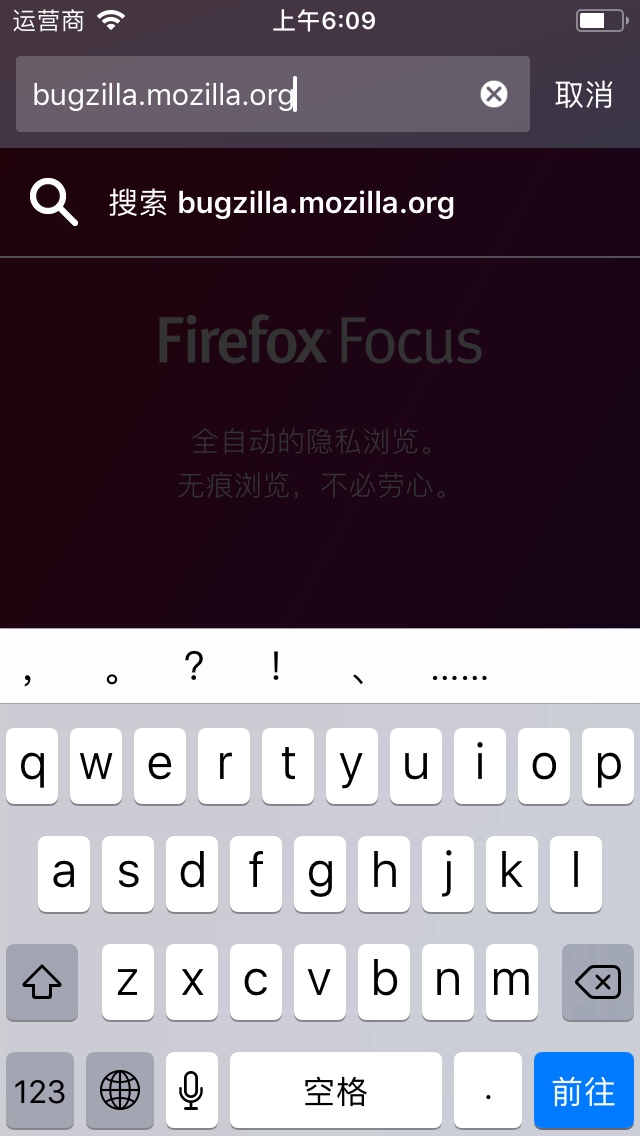 运营商 上午6:09
bugzilla.mozilla.org 取消
搜索 bugzilla.mozilla.org
Firefox Focus
全自动的隐私浏览。
无痕浏览，不必劳心。
， 。 ? ! 、 ……
q w e r t y u i o p
a s d f g h j k l
z x c v b n m
123 空格 . 前往